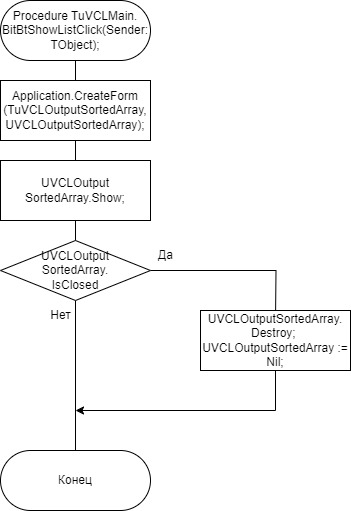 Procedure TuVCLMain.
BitBtShowListClick(Sender:
TObject);
Application.CreateForm
(TuVCLOutputSortedArray,
UVCLOutputSortedArray);
UVCLOutput
SortedArray.Show;
UVCLOutput
SortedArray.
IsClosed
Да
Нет
UVCLOutputSortedArray.
Destroy;
UVCLOutputSortedArray :=
Nil;
Конец